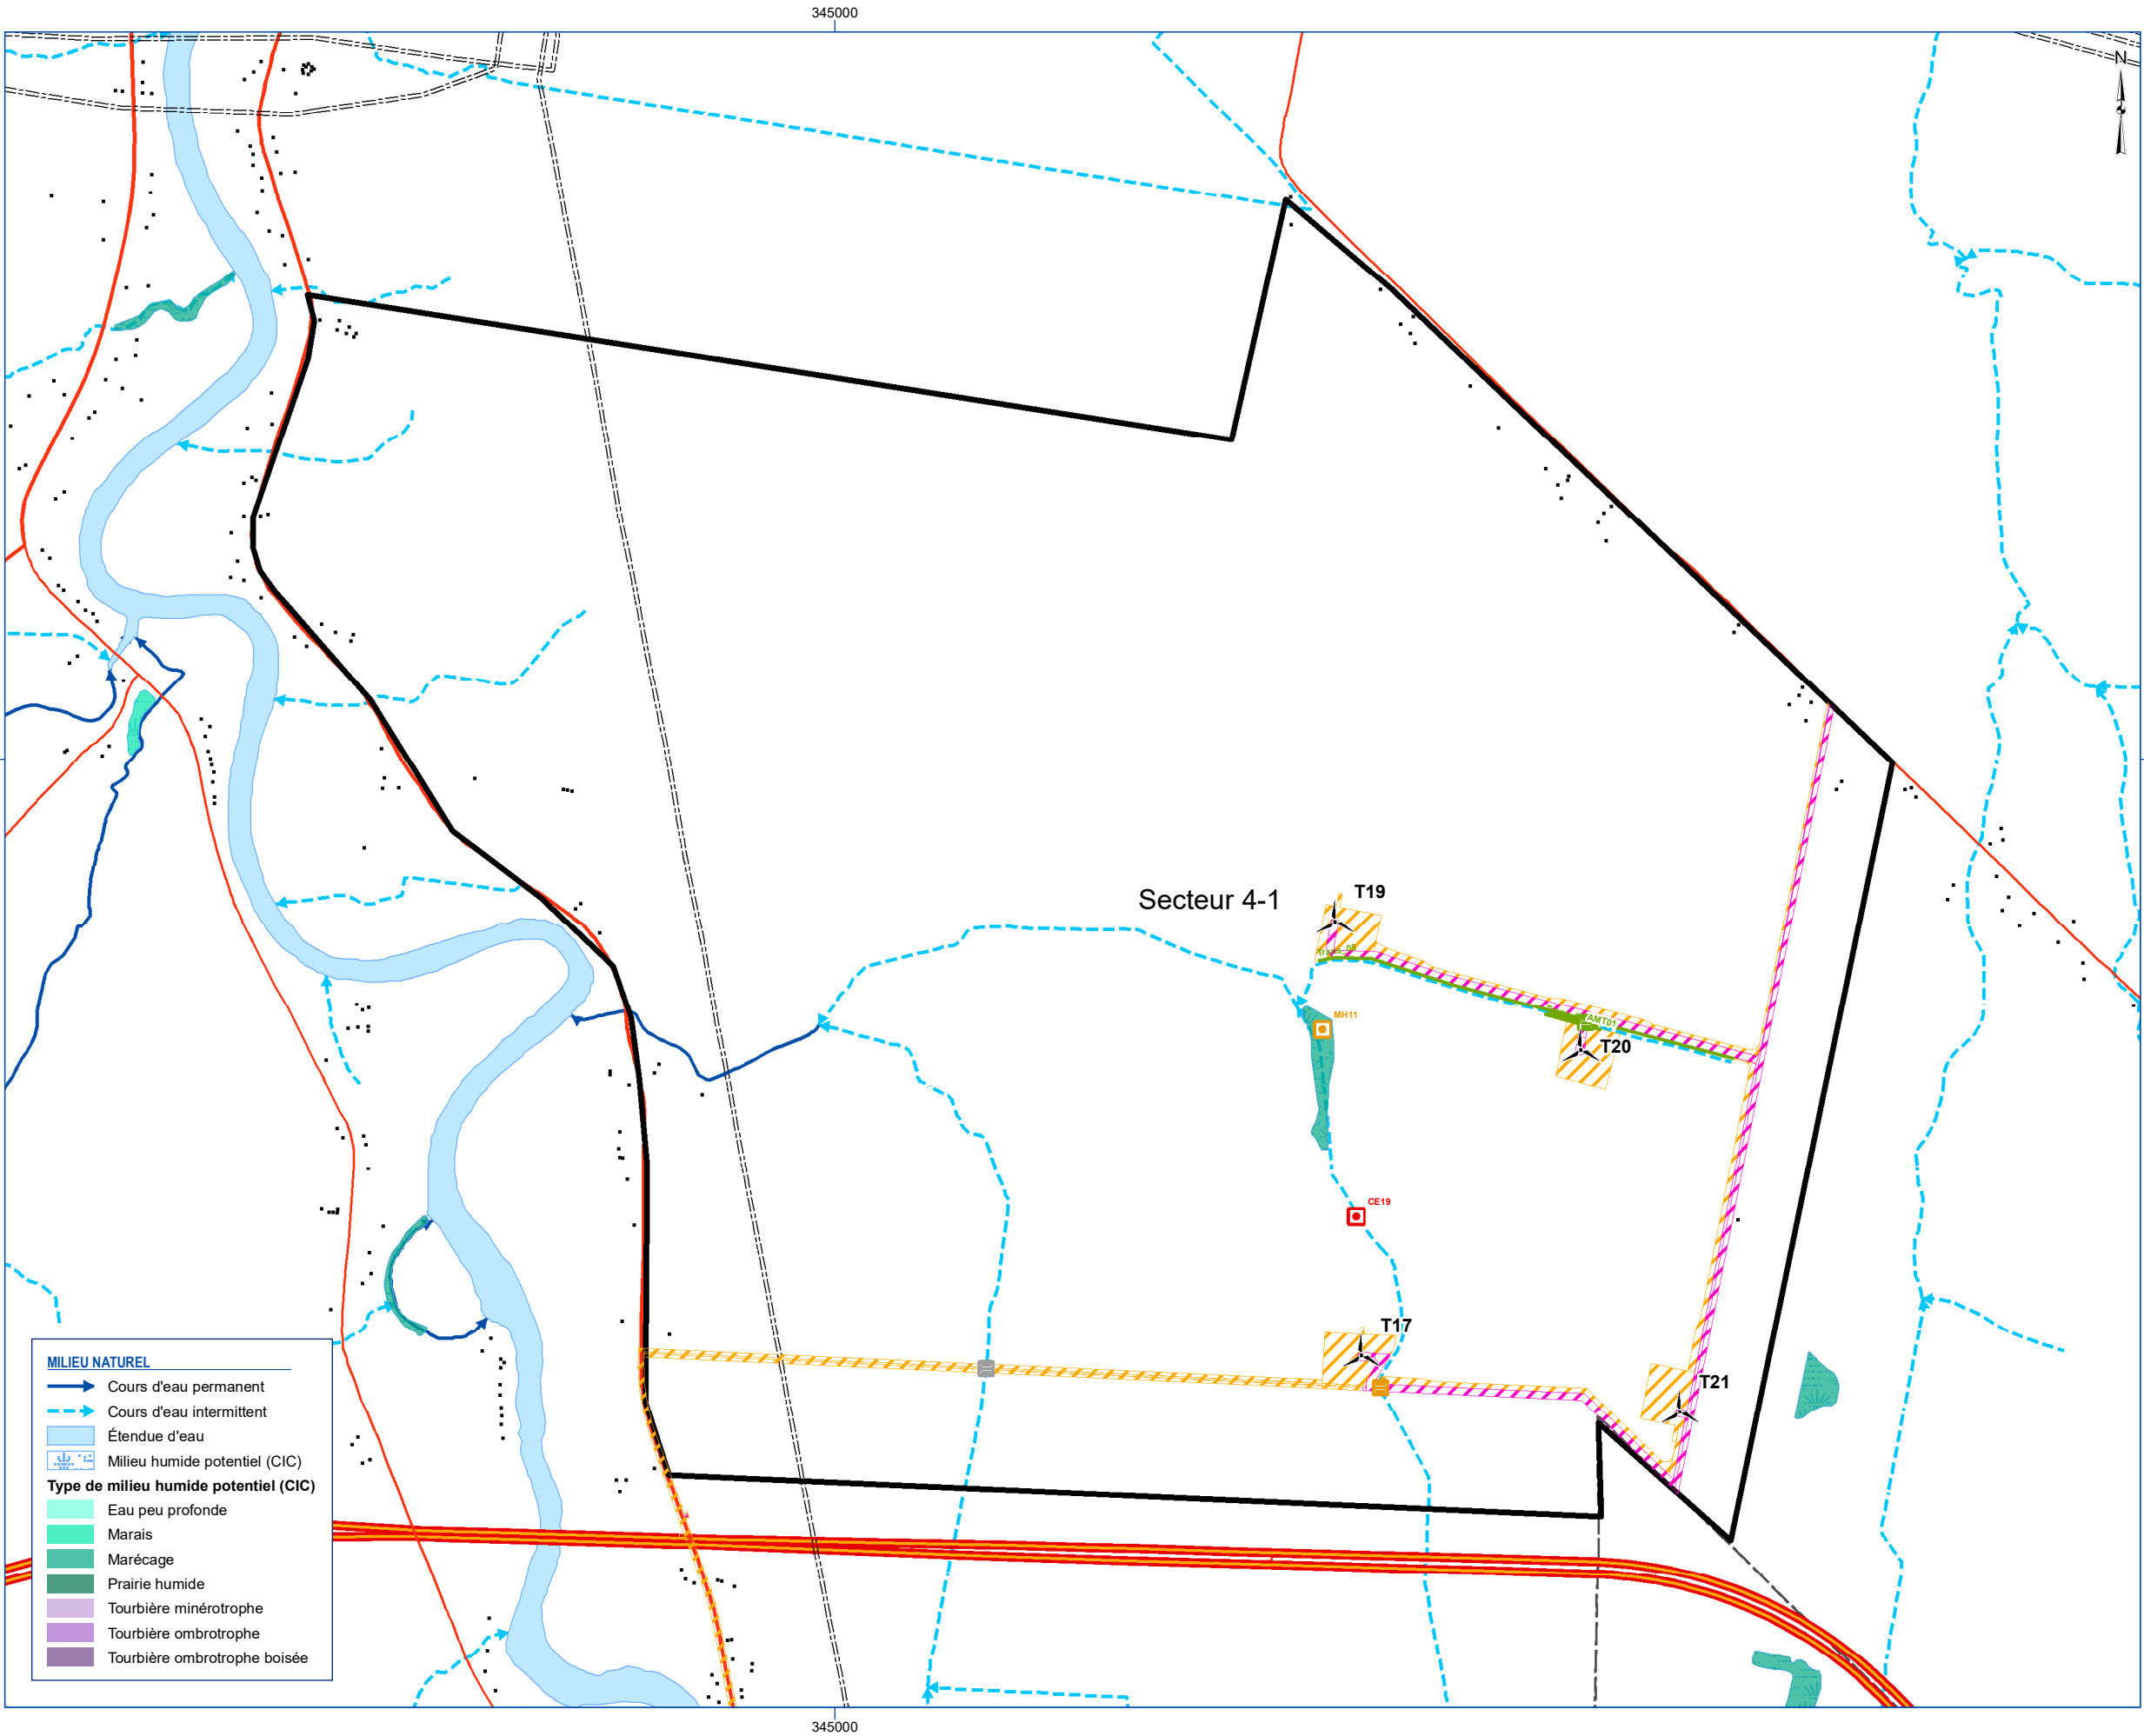 345000
N
Secteur 4-1
T19
MH11
AMT01
T20
CE19
T17
T21
MILIEU NATUREL
Cours d'eau permanent
Cours d'eau intermittent
Étendue d'eau
Milieu humide potentiel (CIC)
Type de milieu humide potentiel (CIC)
Eau peu profonde
Marais
Marécage
Prairie humide
Tourbière minérotrophe
Tourbière ombrotrophe
Tourbière ombrotrophe boisée
345000